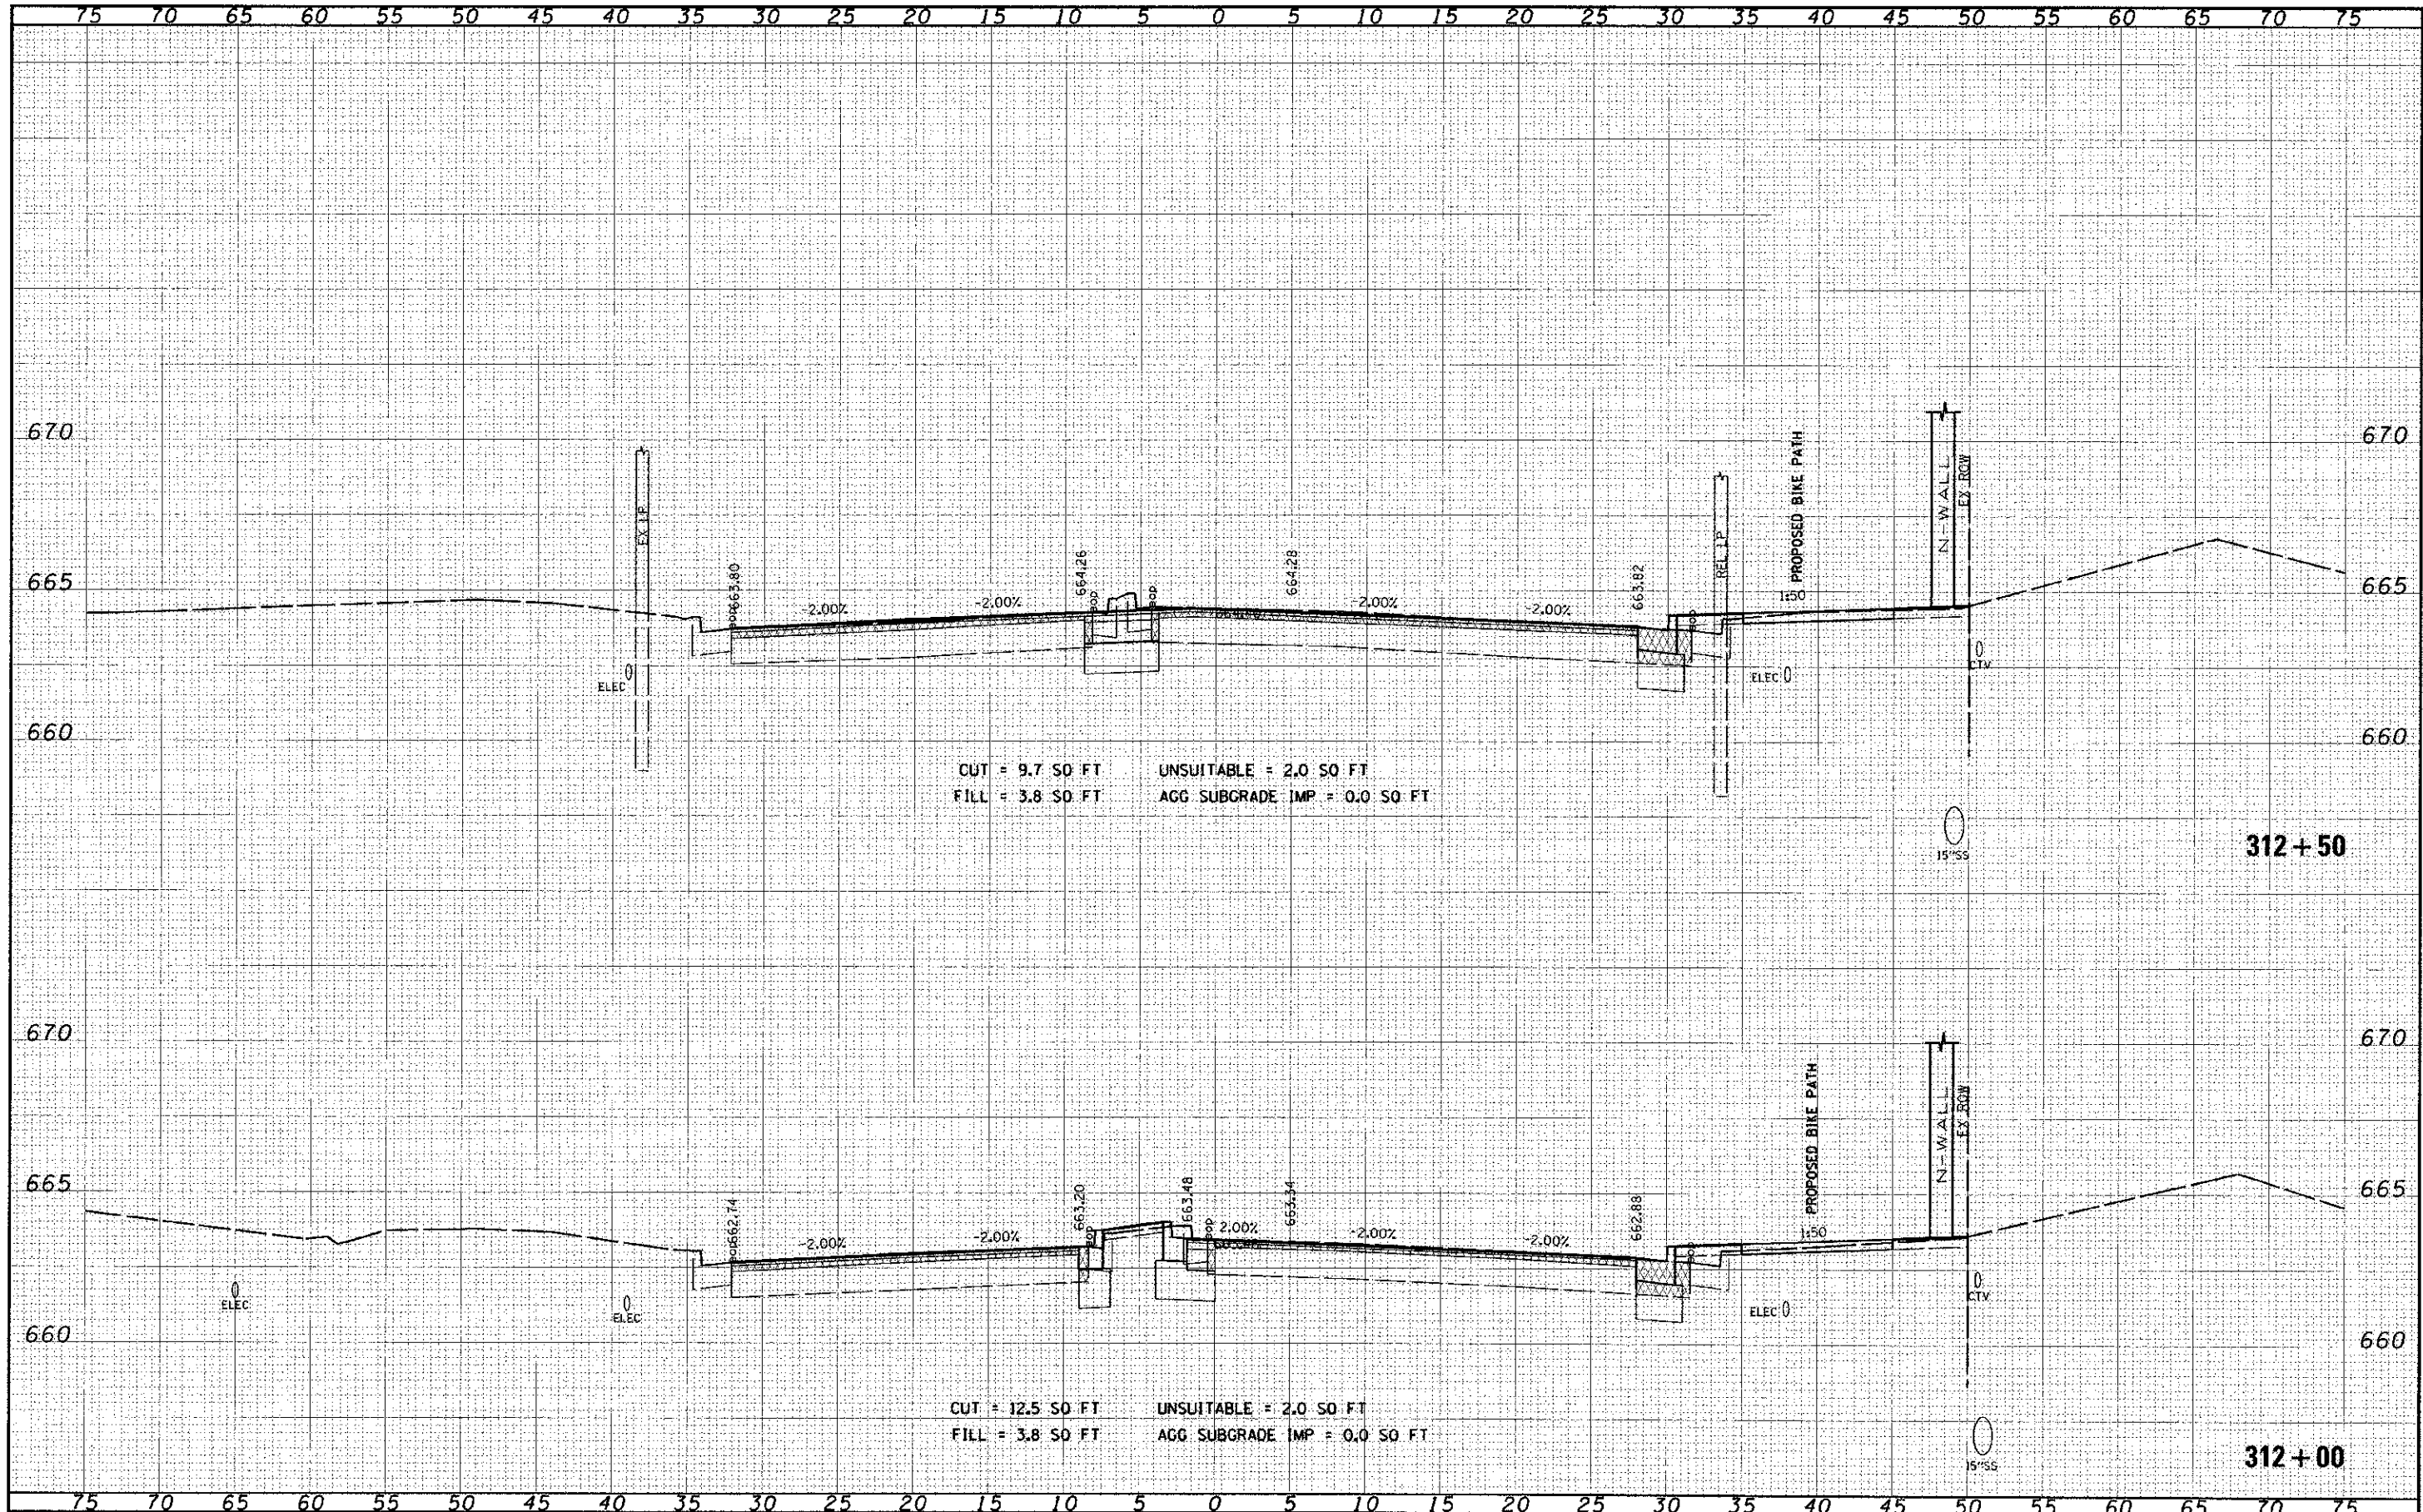 75 70 65 60 55 50 45 40 35 30 25 20 15 10 5 0 5 10 15 20 25 30 35 40 45 50 55 60 65 70 75
670 670
665 665
660 660
EX LP
663.80
-2.00%
-2.00%
664.26
eop
664.28
-2.00%
-2.00%
663.82
REL LP
PROPOSED BIKE PATH
1:50
N-WALL
EX ROW
ELEC
ELEC
CTV
15"SS
CUT = 9.7 SQ FT UNSUITABLE = 2.0 SQ FT
FILL = 3.8 SQ FT AGG SUBGRADE IMP = 0.0 SQ FT
312+50
670 670
665 665
660 660
662.74
-2.00%
-2.00%
663.20
663.48
eop
2.00%
663.34
-2.00%
-2.00%
662.88
PROPOSED BIKE PATH
1:50
N-WALL
EX ROW
ELEC
ELEC
ELEC
CTV
15"SS
CUT = 12.5 SQ FT UNSUITABLE = 2.0 SQ FT
FILL = 3.8 SQ FT AGG SUBGRADE IMP = 0.0 SQ FT
312+00
75 70 65 60 55 50 45 40 35 30 25 20 15 10 5 0 5 10 15 20 25 30 35 40 45 50 55 60 65 70 75